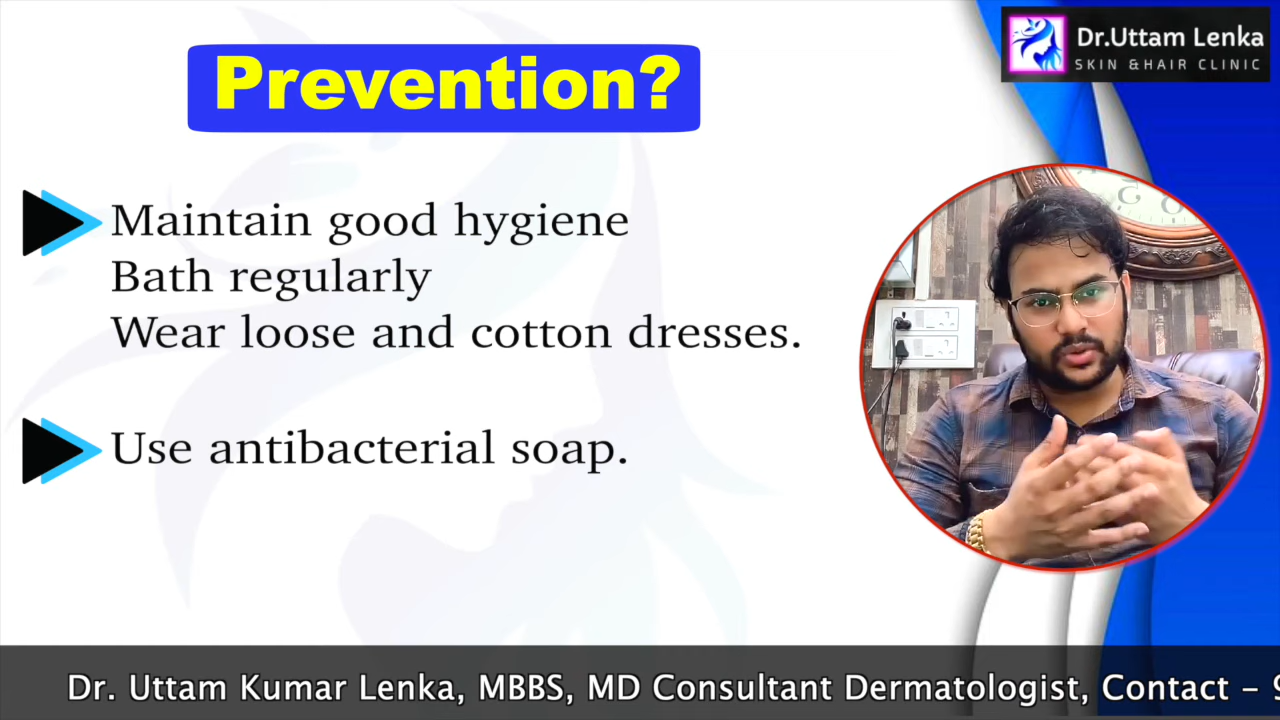 Dr.Uttam Lenka
SKIN & HAIR CLINIC
Prevention?
Maintain good hygiene
Bath regularly
Wear loose and cotton dresses.
Use antibacterial soap.
Dr. Uttam Kumar Lenka, MBBS, MD Consultant Dermatologist, Contact – 9